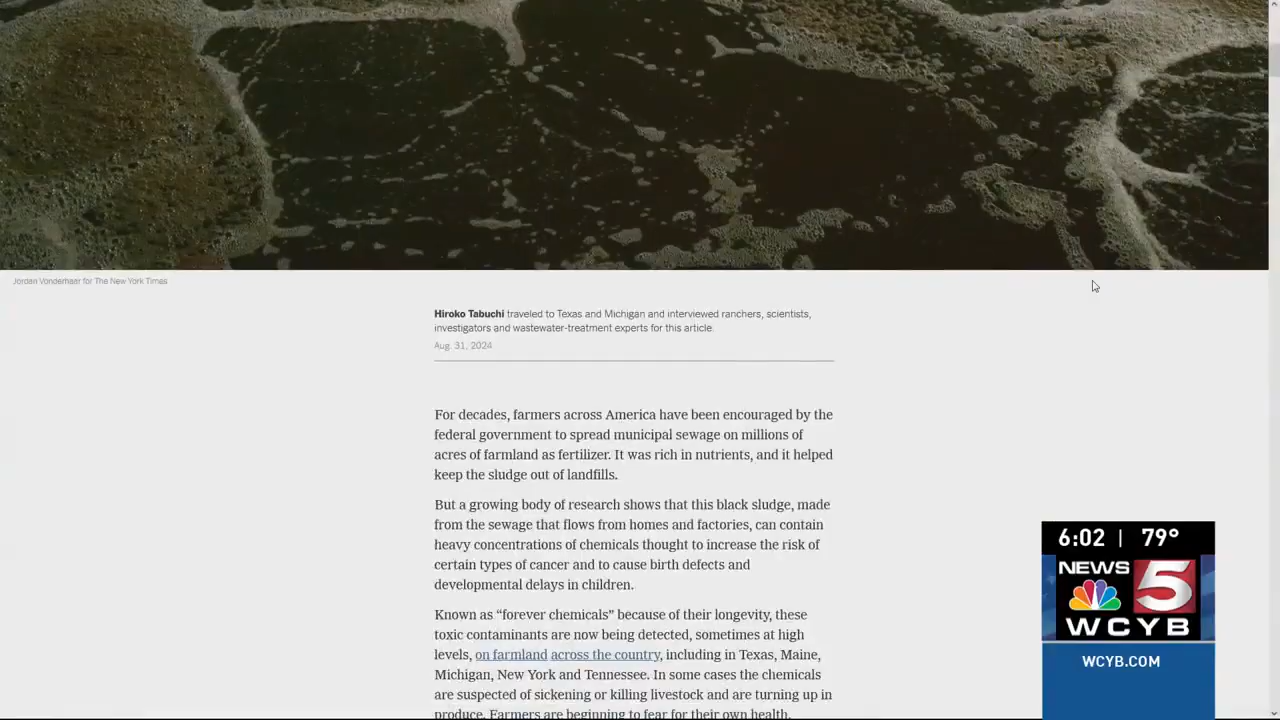 Jordan Vonderhaar for The New York Times
Hiroko Tabuchi traveled to Texas and Michigan and interviewed ranchers, scientists,
investigators and wastewater-treatment experts for this article.
Aug. 31, 2024
For decades, farmers across America have been encouraged by the
federal government to spread municipal sewage on millions of
acres of farmland as fertilizer. It was rich in nutrients, and it helped
keep the sludge out of landfills.
But a growing body of research shows that this black sludge, made
from the sewage that flows from homes and factories, can contain
heavy concentrations of chemicals thought to increase the risk of
certain types of cancer and to cause birth defects and
developmental delays in children.
Known as “forever chemicals” because of their longevity, these
toxic contaminants are now being detected, sometimes at high
levels, on farmland across the country, including in Texas, Maine,
Michigan, New York and Tennessee. In some cases the chemicals
are suspected of sickening or killing livestock and are turning up in
produce. Farmers are beginning to fear for their own health.
6:02 | 79°
NEWS 5
WCYB
WCYB.COM